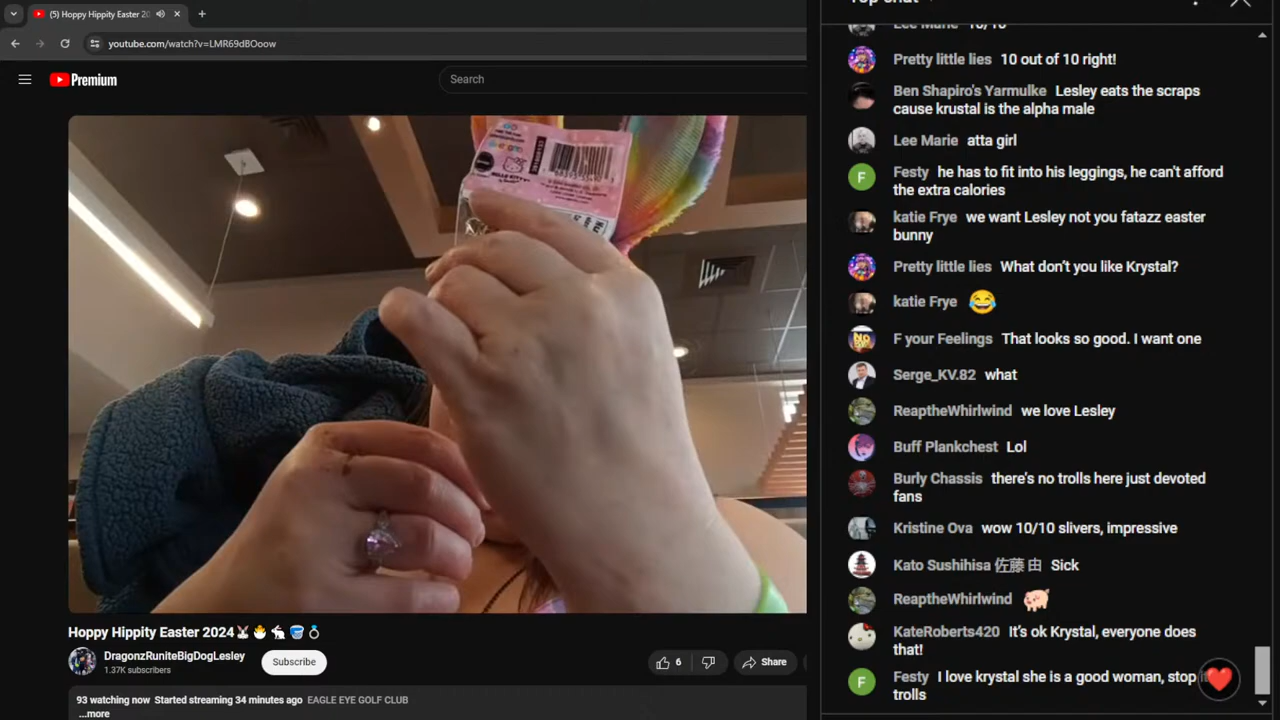 (5) Hoppy Hippity Easter 20
youtube.com/watch?v=LMR69dBOoow
Premium
Search
HELLO KITTY
Hoppy Hippity Easter 2024🐰🐣🐇🪣💍
DragonzRuniteBigDogLesley
1.37K subscribers
Subscribe
6
Share
93 watching now Started streaming 34 minutes ago EAGLE EYE GOLF CLUB
...more
Top chat
Lee Marie 10/10
Pretty little lies 10 out of 10 right!
Ben Shapiro's Yarmulke Lesley eats the scraps
cause krustal is the alpha male
Lee Marie atta girl
F
Festy he has to fit into his leggings, he can't afford
the extra calories
katie Frye we want Lesley not you fatazz easter
bunny
Pretty little lies What don't you like Krystal?
katie Frye 😂
F your Feelings That looks so good. I want one
Serge_KV.82 what
ReaptheWhirlwind we love Lesley
Buff Plankchest Lol
Burly Chassis there's no trolls here just devoted
fans
Kristine Ova wow 10/10 slivers, impressive
Kato Sushihisa 佐藤 由 Sick
ReaptheWhirlwind 🐖
KateRoberts420 It's ok Krystal, everyone does
that!
F
Festy I love krystal she is a good woman, stop
trolls